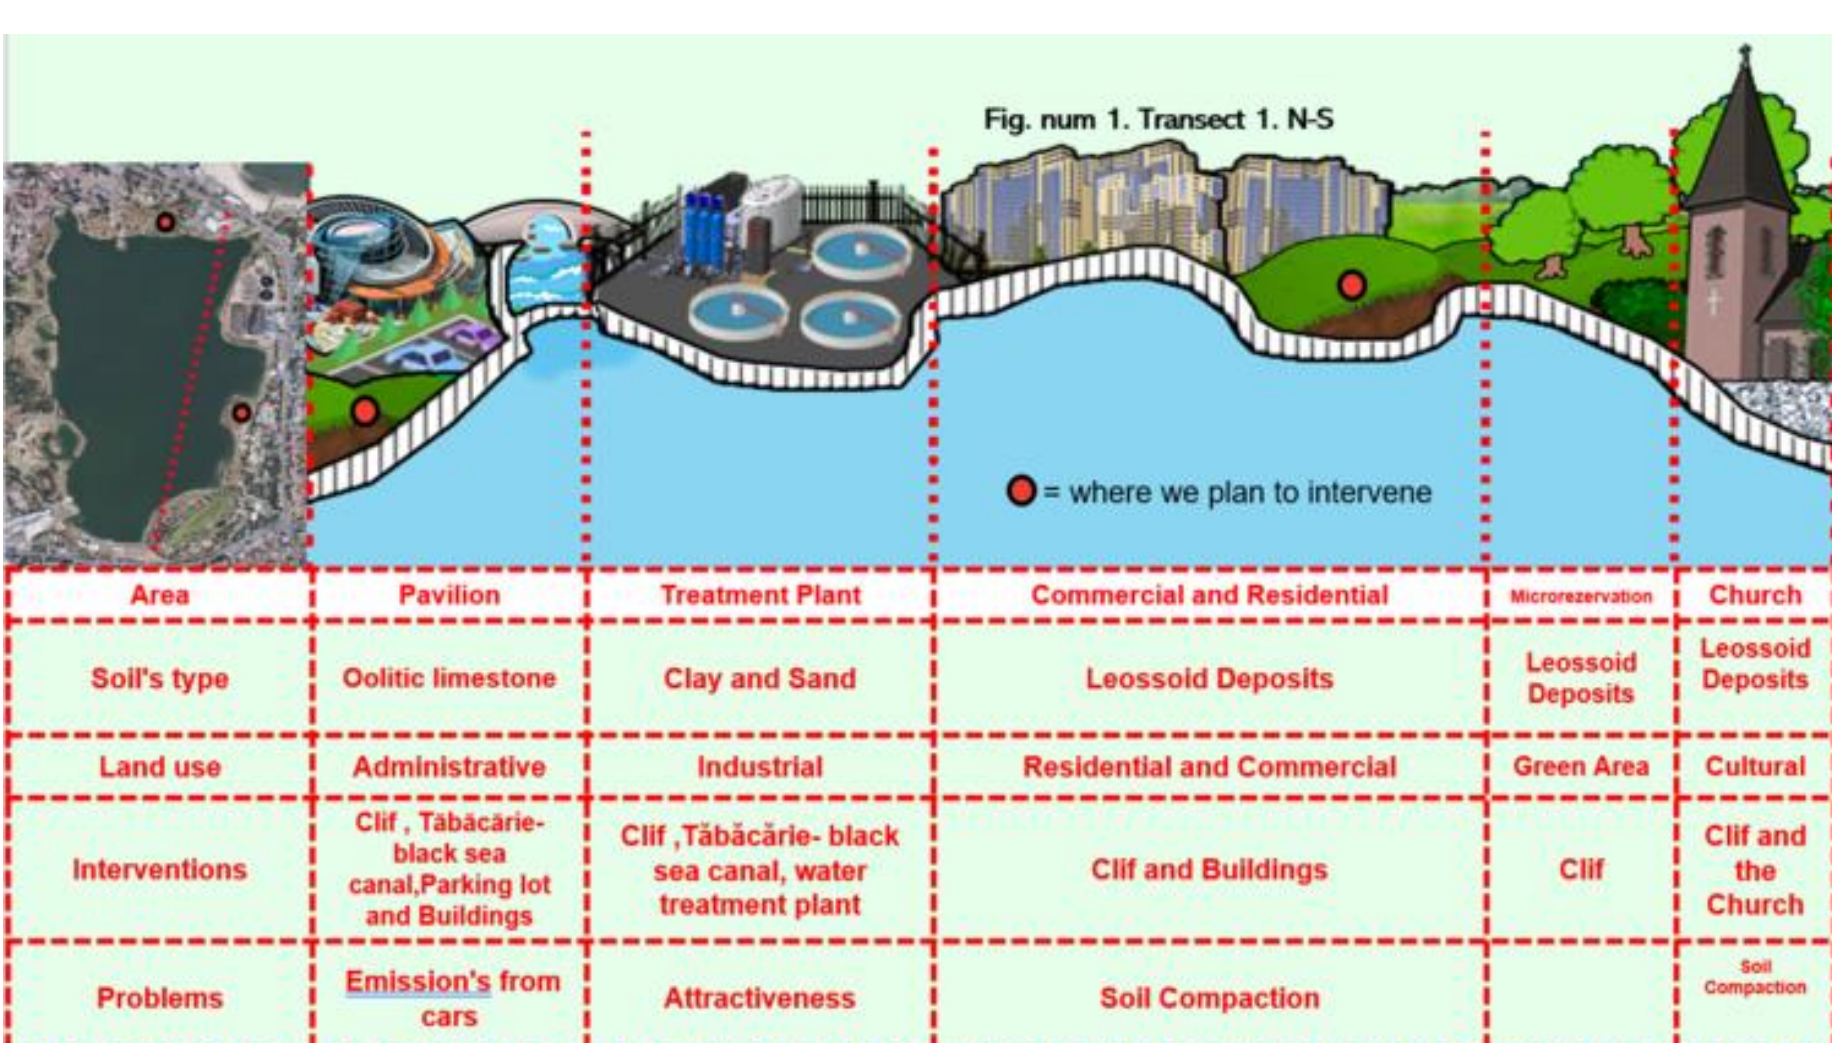 Fig. num 1. Transect 1. N-S
= where we plan to intervene
Area
Pavilion
Treatment Plant
Commercial and Residential
Microrezervation
Church
Soil's type
Oolitic limestone
Clay and Sand
Leossoid Deposits
Leossoid
Deposits
Leossoid
Deposits
Land use
Administrative
Industrial
Residential and Commercial
Green Area
Cultural
Interventions
Clif , Tăbăcărie-
black sea
canal,Parking lot
and Buildings
Clif ,Tăbăcărie- black
sea canal, water
treatment plant
Clif and Buildings
Clif
Clif and
the
Church
Problems
Emission's from
cars
Attractiveness
Soil Compaction
Soil
Compaction